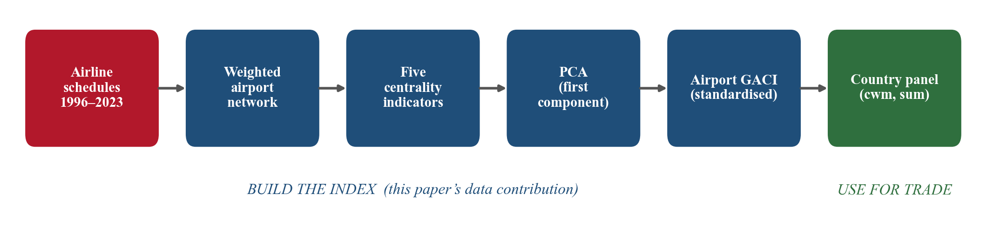 Airline
schedules
1996–2023
Weighted
airport
network
Five
centrality
indicators
PCA
(first
component)
Airport GACI
(standardised)
Country panel
(cwm, sum)
BUILD THE INDEX (this paper’s data contribution)
USE FOR TRADE